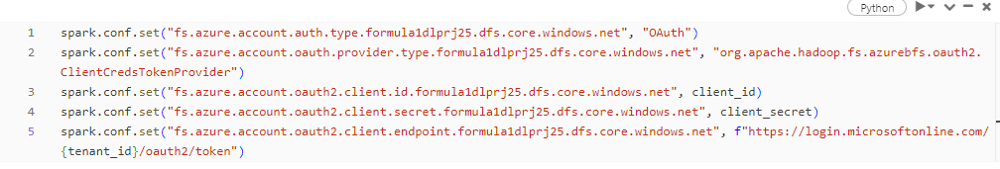 Python
1 spark.conf.set("fs.azure.account.auth.type.formula1dlprj25.dfs.core.windows.net", "OAuth")
2 spark.conf.set("fs.azure.account.oauth.provider.type.formula1dlprj25.dfs.core.windows.net", "org.apache.hadoop.fs.azurebfs.oauth2.
ClientCredsTokenProvider")
3 spark.conf.set("fs.azure.account.oauth2.client.id.formula1dlprj25.dfs.core.windows.net", client_id)
4 spark.conf.set("fs.azure.account.oauth2.client.secret.formula1dlprj25.dfs.core.windows.net", client_secret)
5 spark.conf.set("fs.azure.account.oauth2.client.endpoint.formula1dlprj25.dfs.core.windows.net", f"https://login.microsoftonline.com/
{tenant_id}/oauth2/token")